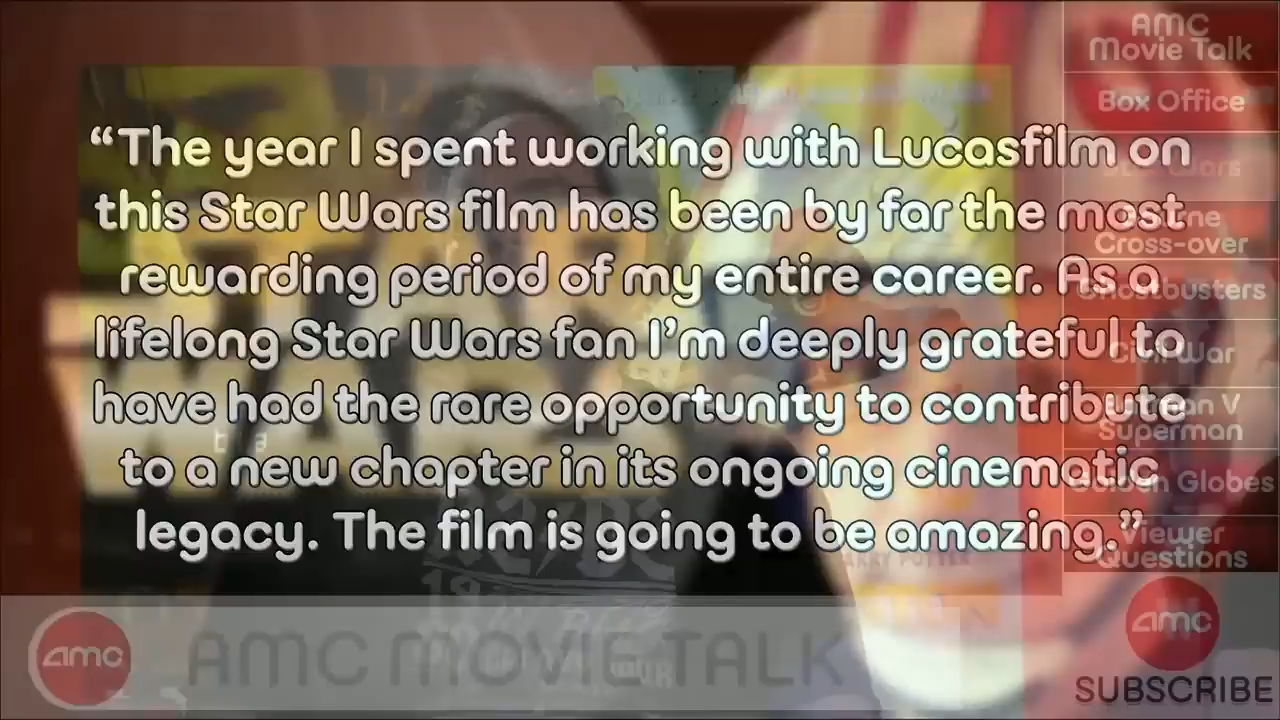 “The year I spent working with Lucasfilm on
this Star Wars film has been by far the most
rewarding period of my entire career. As a
lifelong Star Wars fan I’m deeply grateful to
have had the rare opportunity to contribute
to a new chapter in its ongoing cinematic
legacy. The film is going to be amazing.”
AMC
Movie Talk
Box Office
Star Wars
Cross-over
Ghostbusters
Civil War
Superman
Golden Globes
Viewer
Questions
amc
AMC MOVIE TALK
amc
SUBSCRIBE